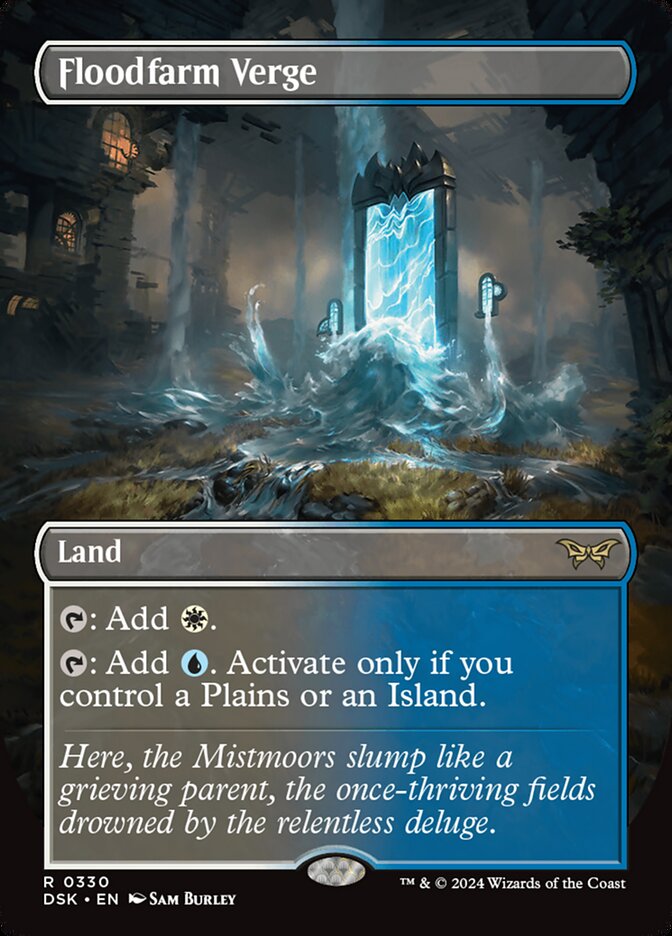 Floodfarm Verge
Land
: Add .
: Add . Activate only if you
control a Plains or an Island.
Here, the Mistmoors slump like a
grieving parent, the once-thriving fields
drowned by the relentless deluge.
R 0330
DSK • EN Sam Burley
™ & © 2024 Wizards of the Coast